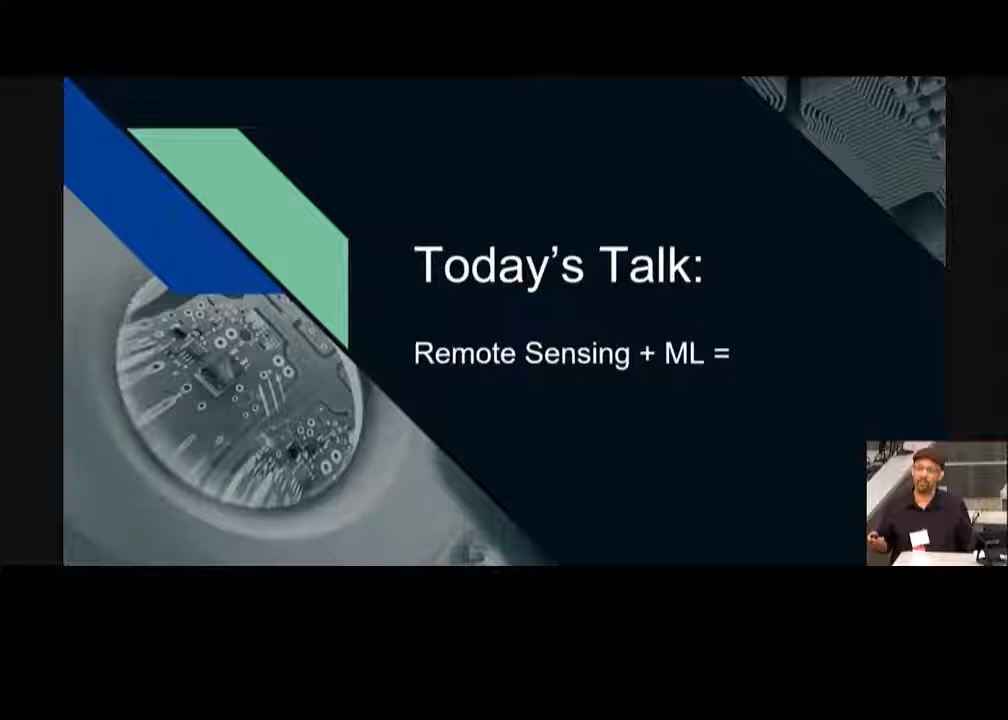 Today’s Talk:
Remote Sensing + ML =